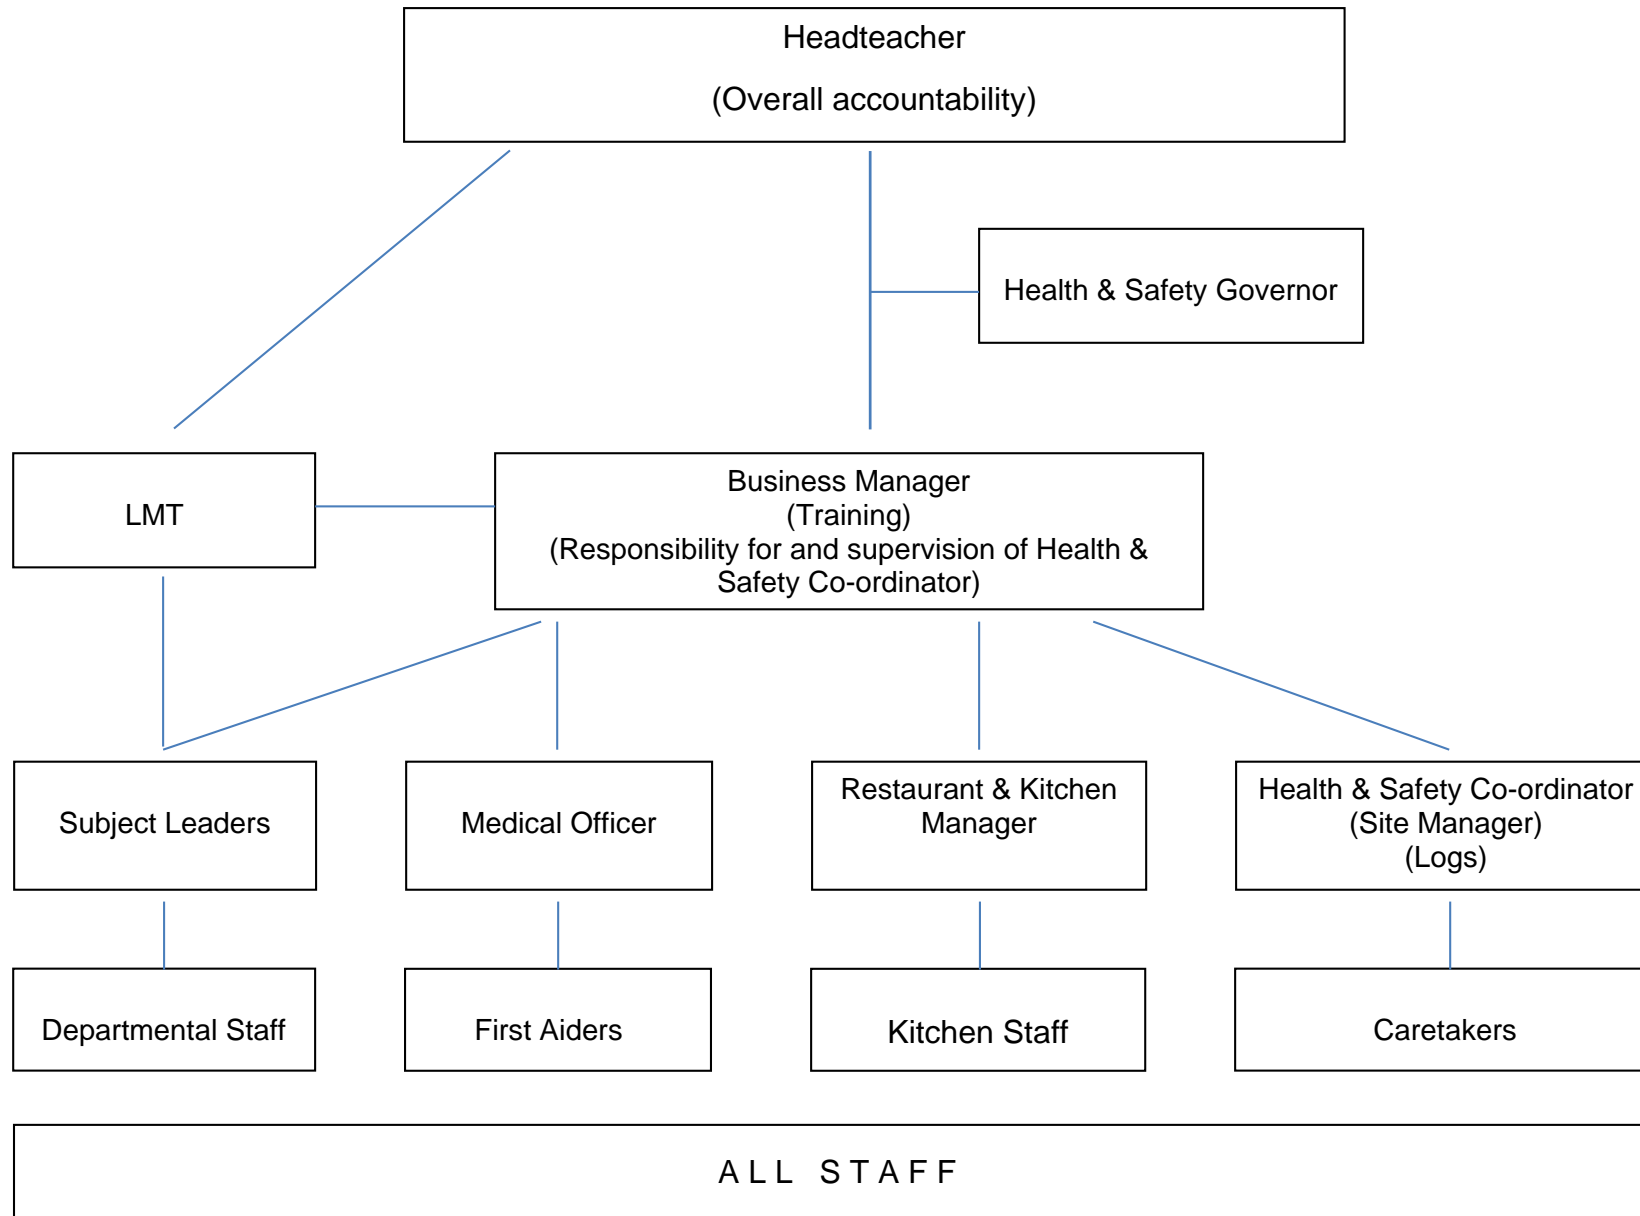 Headteacher
(Overall accountability)
Health & Safety Governor
LMT
Business Manager
(Training)
(Responsibility for and supervision of Health &
Safety Co-ordinator)
Subject Leaders
Medical Officer
Restaurant & Kitchen
Manager
Health & Safety Co-ordinator
(Site Manager)
(Logs)
Departmental Staff
First Aiders
Kitchen Staff
Caretakers
ALL STAFF